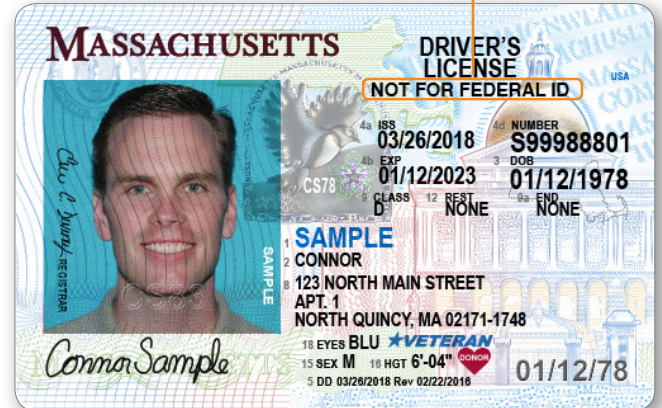 MASSACHUSETTS
DRIVER'S
LICENSE
NOT FOR FEDERAL ID
USA
4a ISS
03/26/2018
4d NUMBER
S99988801
4b EXP
01/12/2023
3 DOB
01/12/1978
9 CLASS
D
12 REST
NONE
9a END
NONE
CS78
1 SAMPLE
2 CONNOR
8 123 NORTH MAIN STREET
APT. 1
NORTH QUINCY, MA 02171-1748
18 EYES BLU
VETERAN
15 SEX M 16 HGT 6'-04"
DONOR
5 DD 03/26/2018 Rev 02/22/2016
01/12/78
REGISTRAR
SAMPLE
Connor Sample